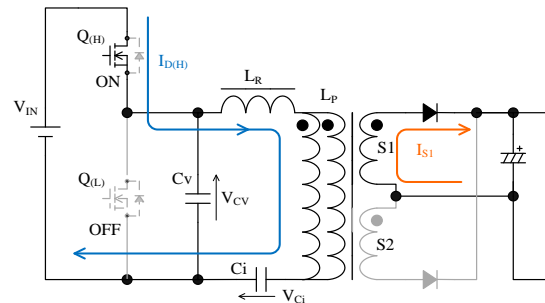 Q(H)
ID(H)
ON
LR
LP
VIN
S1
IS1
+
Q(L)
Cv
VCV
OFF
S2
Ci
VCi